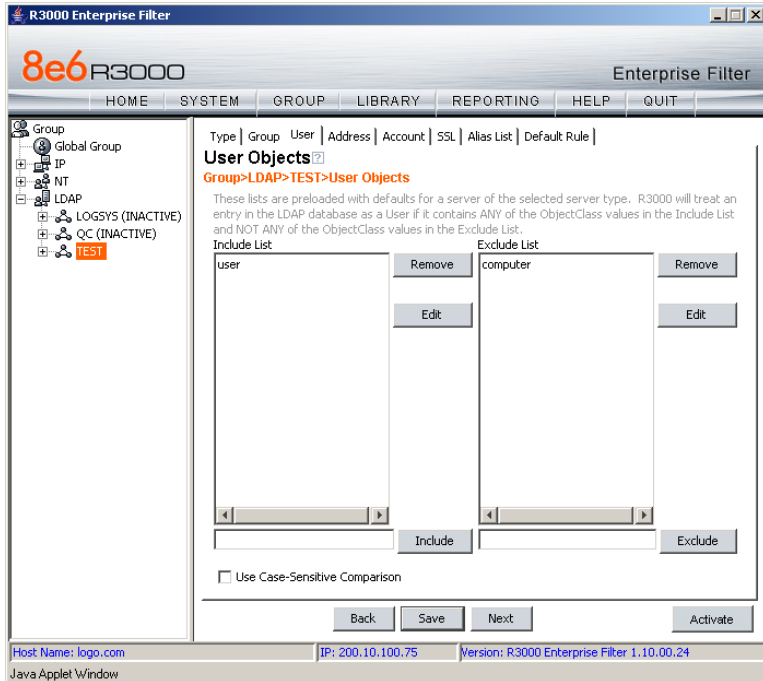 R3000 Enterprise Filter
8e6 R3000
Enterprise Filter
HOME SYSTEM GROUP LIBRARY REPORTING HELP QUIT
Group
Global Group
IP
NT
LDAP
LOGSYS (INACTIVE)
QC (INACTIVE)
TEST
Type | Group User | Address | Account | SSL | Alias List | Default Rule |
User Objects ?
Group>LDAP>TEST>User Objects
These lists are preloaded with defaults for a server of the selected server type. R3000 will treat an
entry in the LDAP database as a User if it contains ANY of the ObjectClass values in the Include List
and NOT ANY of the ObjectClass values in the Exclude List.
Include List Exclude List
user Remove computer Remove
Edit Edit
Include Exclude
Use Case-Sensitive Comparison
Back Save Next Activate
Host Name: logo.com IP: 200.10.100.75 Version: R3000 Enterprise Filter 1.10.00.24
Java Applet Window